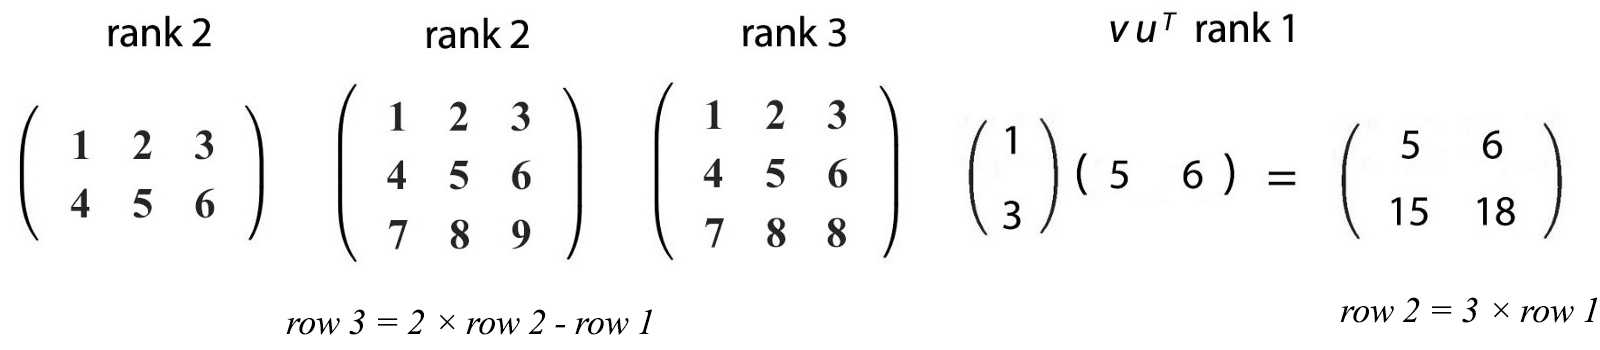 rank 2
( 1 2 3
4 5 6 )
rank 2
( 1 2 3
4 5 6
7 8 9 )
row 3 = 2 × row 2 - row 1
rank 3
( 1 2 3
4 5 6
7 8 8 )
v uᵀ rank 1
( 1
3 ) ( 5 6 ) = ( 5 6
15 18 )
row 2 = 3 × row 1